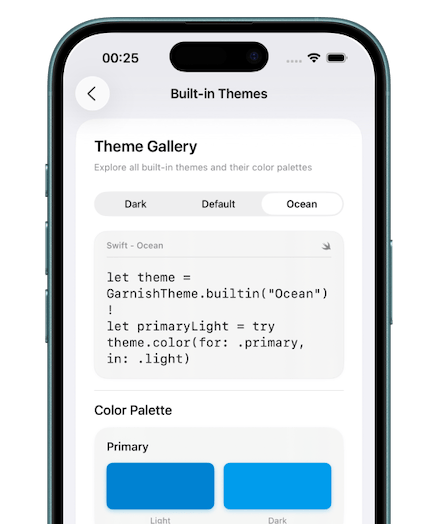 00:25
Built-in Themes
Theme Gallery
Explore all built-in themes and their color palettes
Dark Default Ocean
Swift - Ocean
let theme =
GarnishTheme.builtin("Ocean")
!
let primaryLight = try
theme.color(for: .primary,
in: .light)
Color Palette
Primary
Light Dark